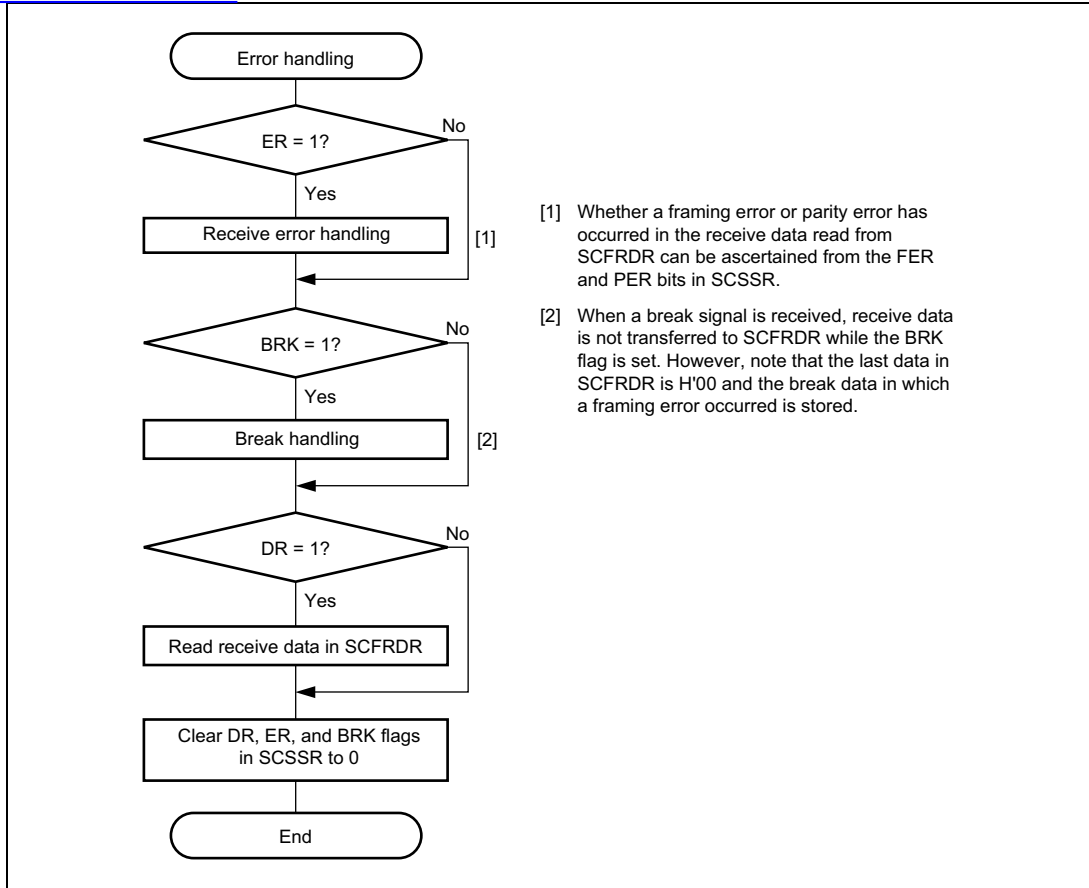 Error handling
No
ER = 1?
Yes
Receive error handling
[1]
[1] Whether a framing error or parity error has
occurred in the receive data read from
SCFRDR can be ascertained from the FER
and PER bits in SCSSR.
No
BRK = 1?
Yes
Break handling
[2]
[2] When a break signal is received, receive data
is not transferred to SCFRDR while the BRK
flag is set. However, note that the last data in
SCFRDR is H'00 and the break data in which
a framing error occurred is stored.
No
DR = 1?
Yes
Read receive data in SCFRDR
Clear DR, ER, and BRK flags
in SCSSR to 0
End